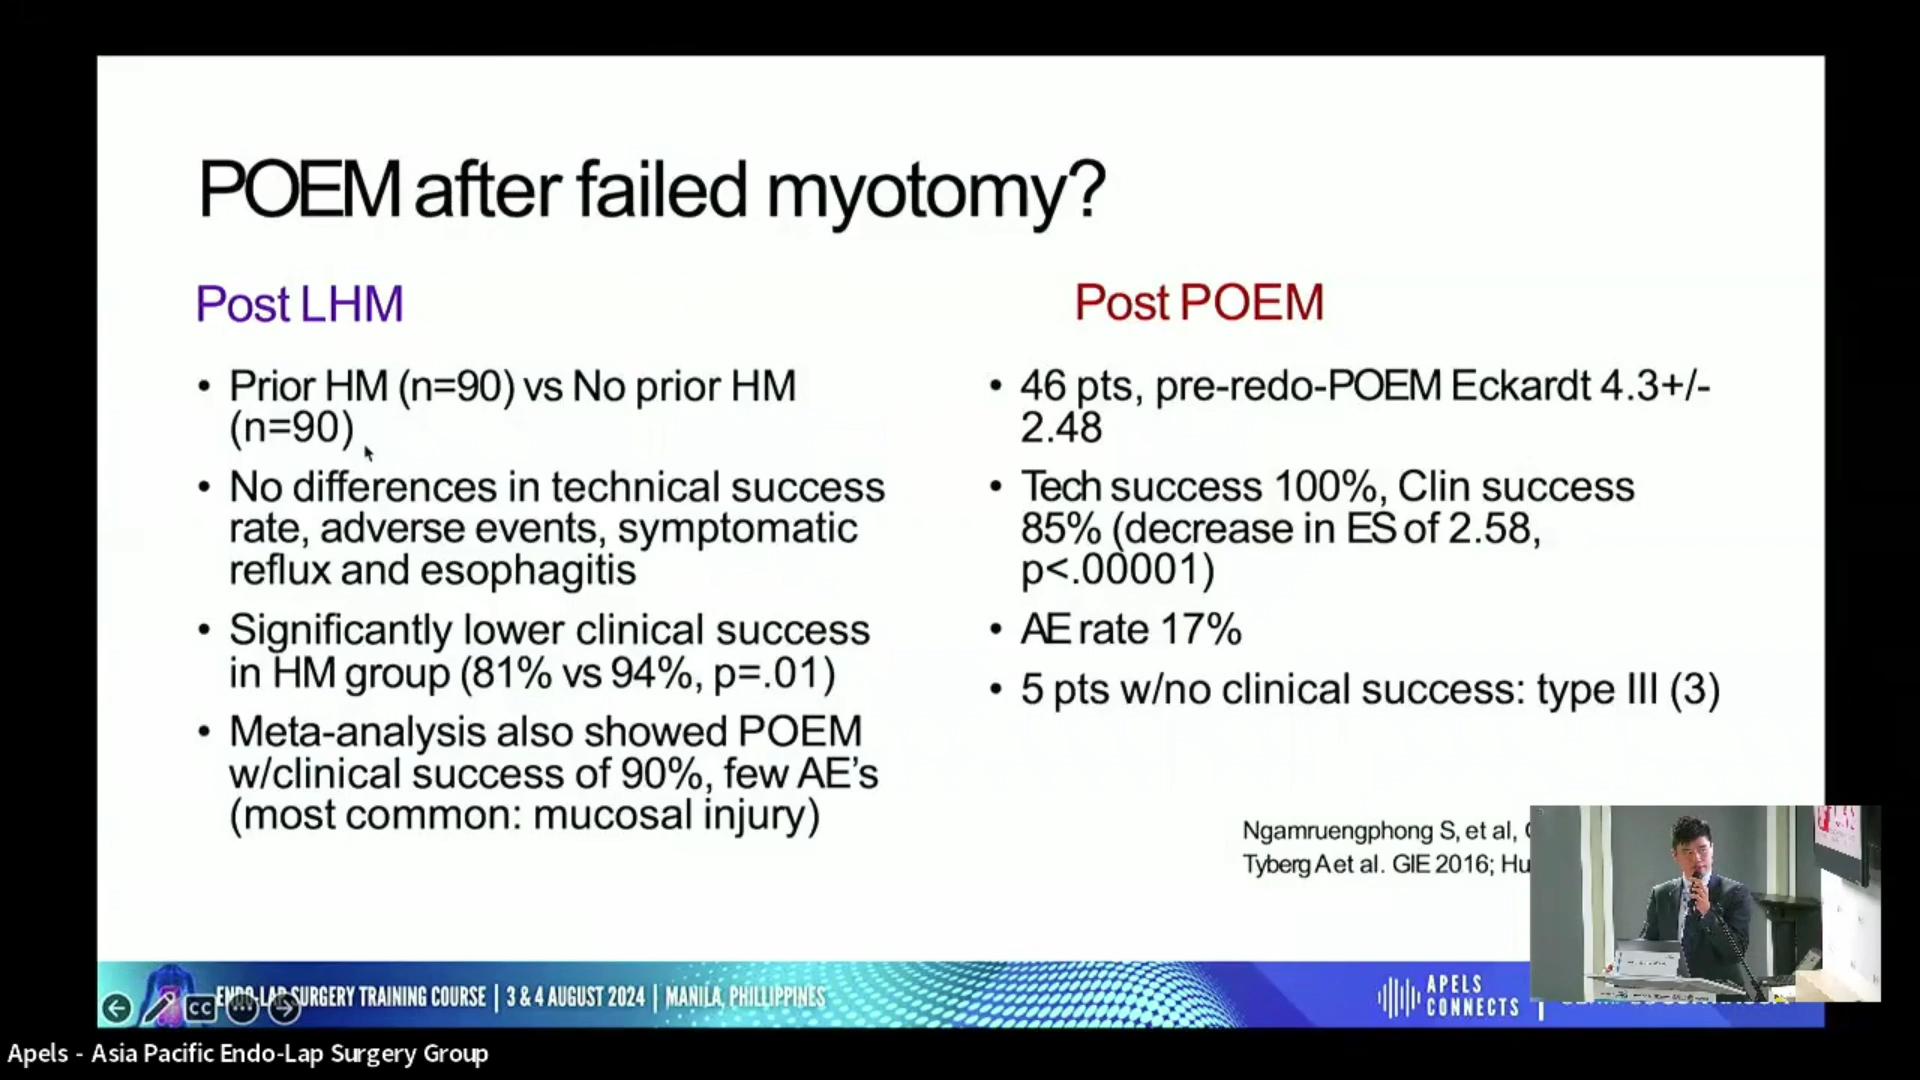 POEM after failed myotomy?
Post LHM
• Prior HM (n=90) vs No prior HM
(n=90)
• No differences in technical success
rate, adverse events, symptomatic
reflux and esophagitis
• Significantly lower clinical success
in HM group (81% vs 94%, p=.01)
• Meta-analysis also showed POEM
w/clinical success of 90%, few AE's
(most common: mucosal injury)
Post POEM
• 46 pts, pre-redo-POEM Eckardt 4.3+/-
2.48
• Tech success 100%, Clin success
85% (decrease in ES of 2.58,
p<.00001)
• AE rate 17%
• 5 pts w/no clinical success: type III (3)
Ngamruengphong S, et al,
Tyberg A et al. GIE 2016;
ENDO-LAP SURGERY TRAINING COURSE | 3 & 4 AUGUST 2024 | MANILA, PHILLIPPINES
APELS
CONNECTS
CC
Apels - Asia Pacific Endo-Lap Surgery Group